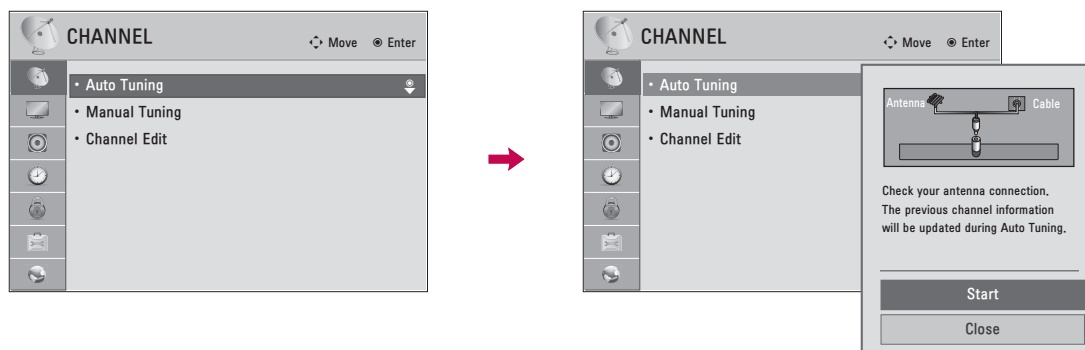 CHANNEL
Move Enter
• Auto Tuning
• Manual Tuning
• Channel Edit
CHANNEL
Move Enter
• Auto Tuning
• Manual Tuning
• Channel Edit
Antenna Cable
Check your antenna connection.
The previous channel information
will be updated during Auto Tuning.
Start
Close